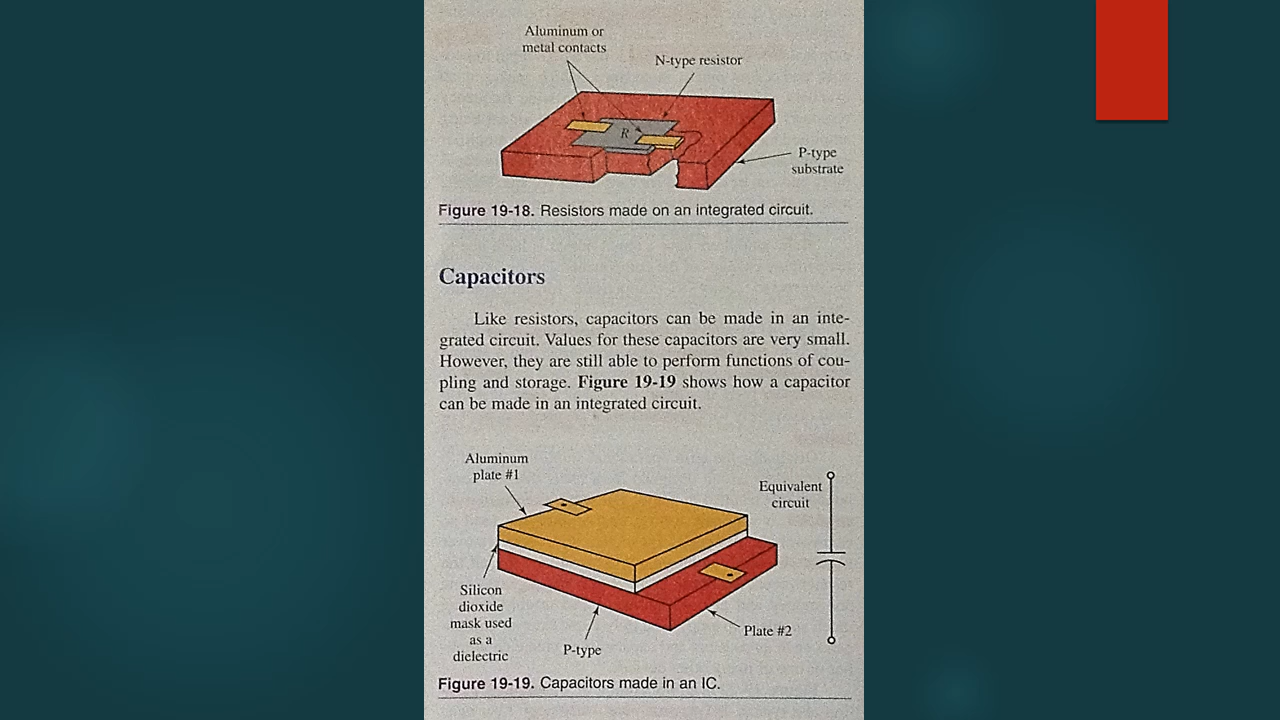 Aluminum or
metal contacts
N-type resistor
R
P-type
substrate
Figure 19-18. Resistors made on an integrated circuit.
Capacitors
Like resistors, capacitors can be made in an inte-
grated circuit. Values for these capacitors are very small.
However, they are still able to perform functions of cou-
pling and storage. Figure 19-19 shows how a capacitor
can be made in an integrated circuit.
Aluminum
plate #1
Equivalent
circuit
Silicon
dioxide
mask used
as a
dielectric
P-type
Plate #2
Figure 19-19. Capacitors made in an IC.